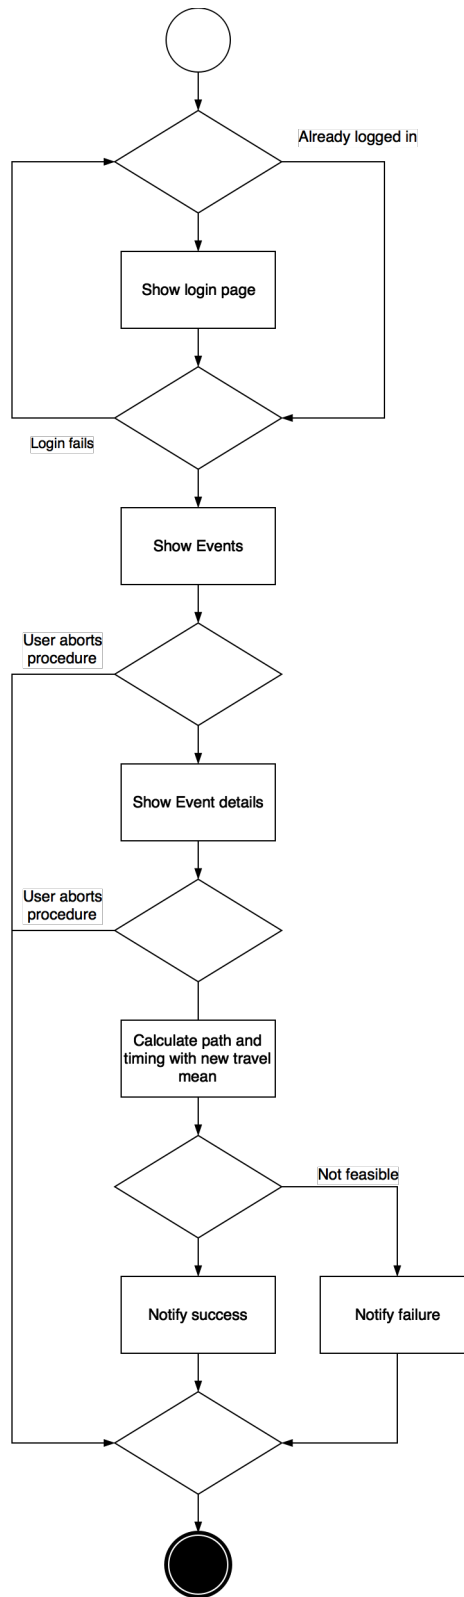 Already logged in
Show login page
Login fails
Show Events
User aborts
procedure
Show Event details
User aborts
procedure
Calculate path and
timing with new travel
mean
Not feasible
Notify success
Notify failure